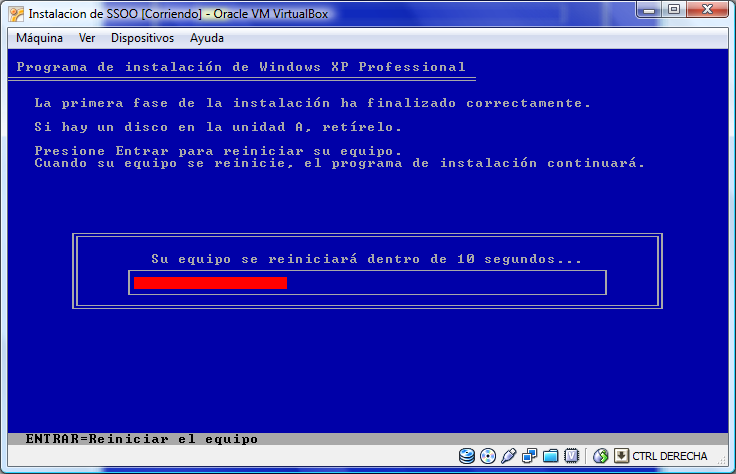 Instalacion de SSOO [Corriendo] - Oracle VM VirtualBox
Máquina Ver Dispositivos Ayuda
Programa de instalación de Windows XP Professional
La primera fase de la instalación ha finalizado correctamente.
Si hay un disco en la unidad A, retírelo.
Presione Entrar para reiniciar su equipo.
Cuando su equipo se reinicie, el programa de instalación continuará.
Su equipo se reiniciará dentro de 10 segundos...
ENTRAR=Reiniciar el equipo
CTRL DERECHA